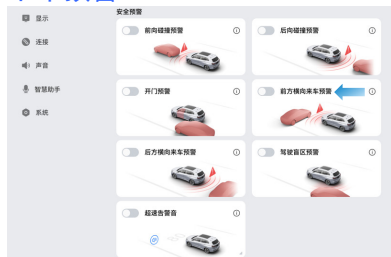 安全预警
显示
连接
声音
智慧助手
系统
前向碰撞预警
后向碰撞预警
开门预警
前方横向来车预警
后方横向来车预警
驾驶盲区预警
超速告警音